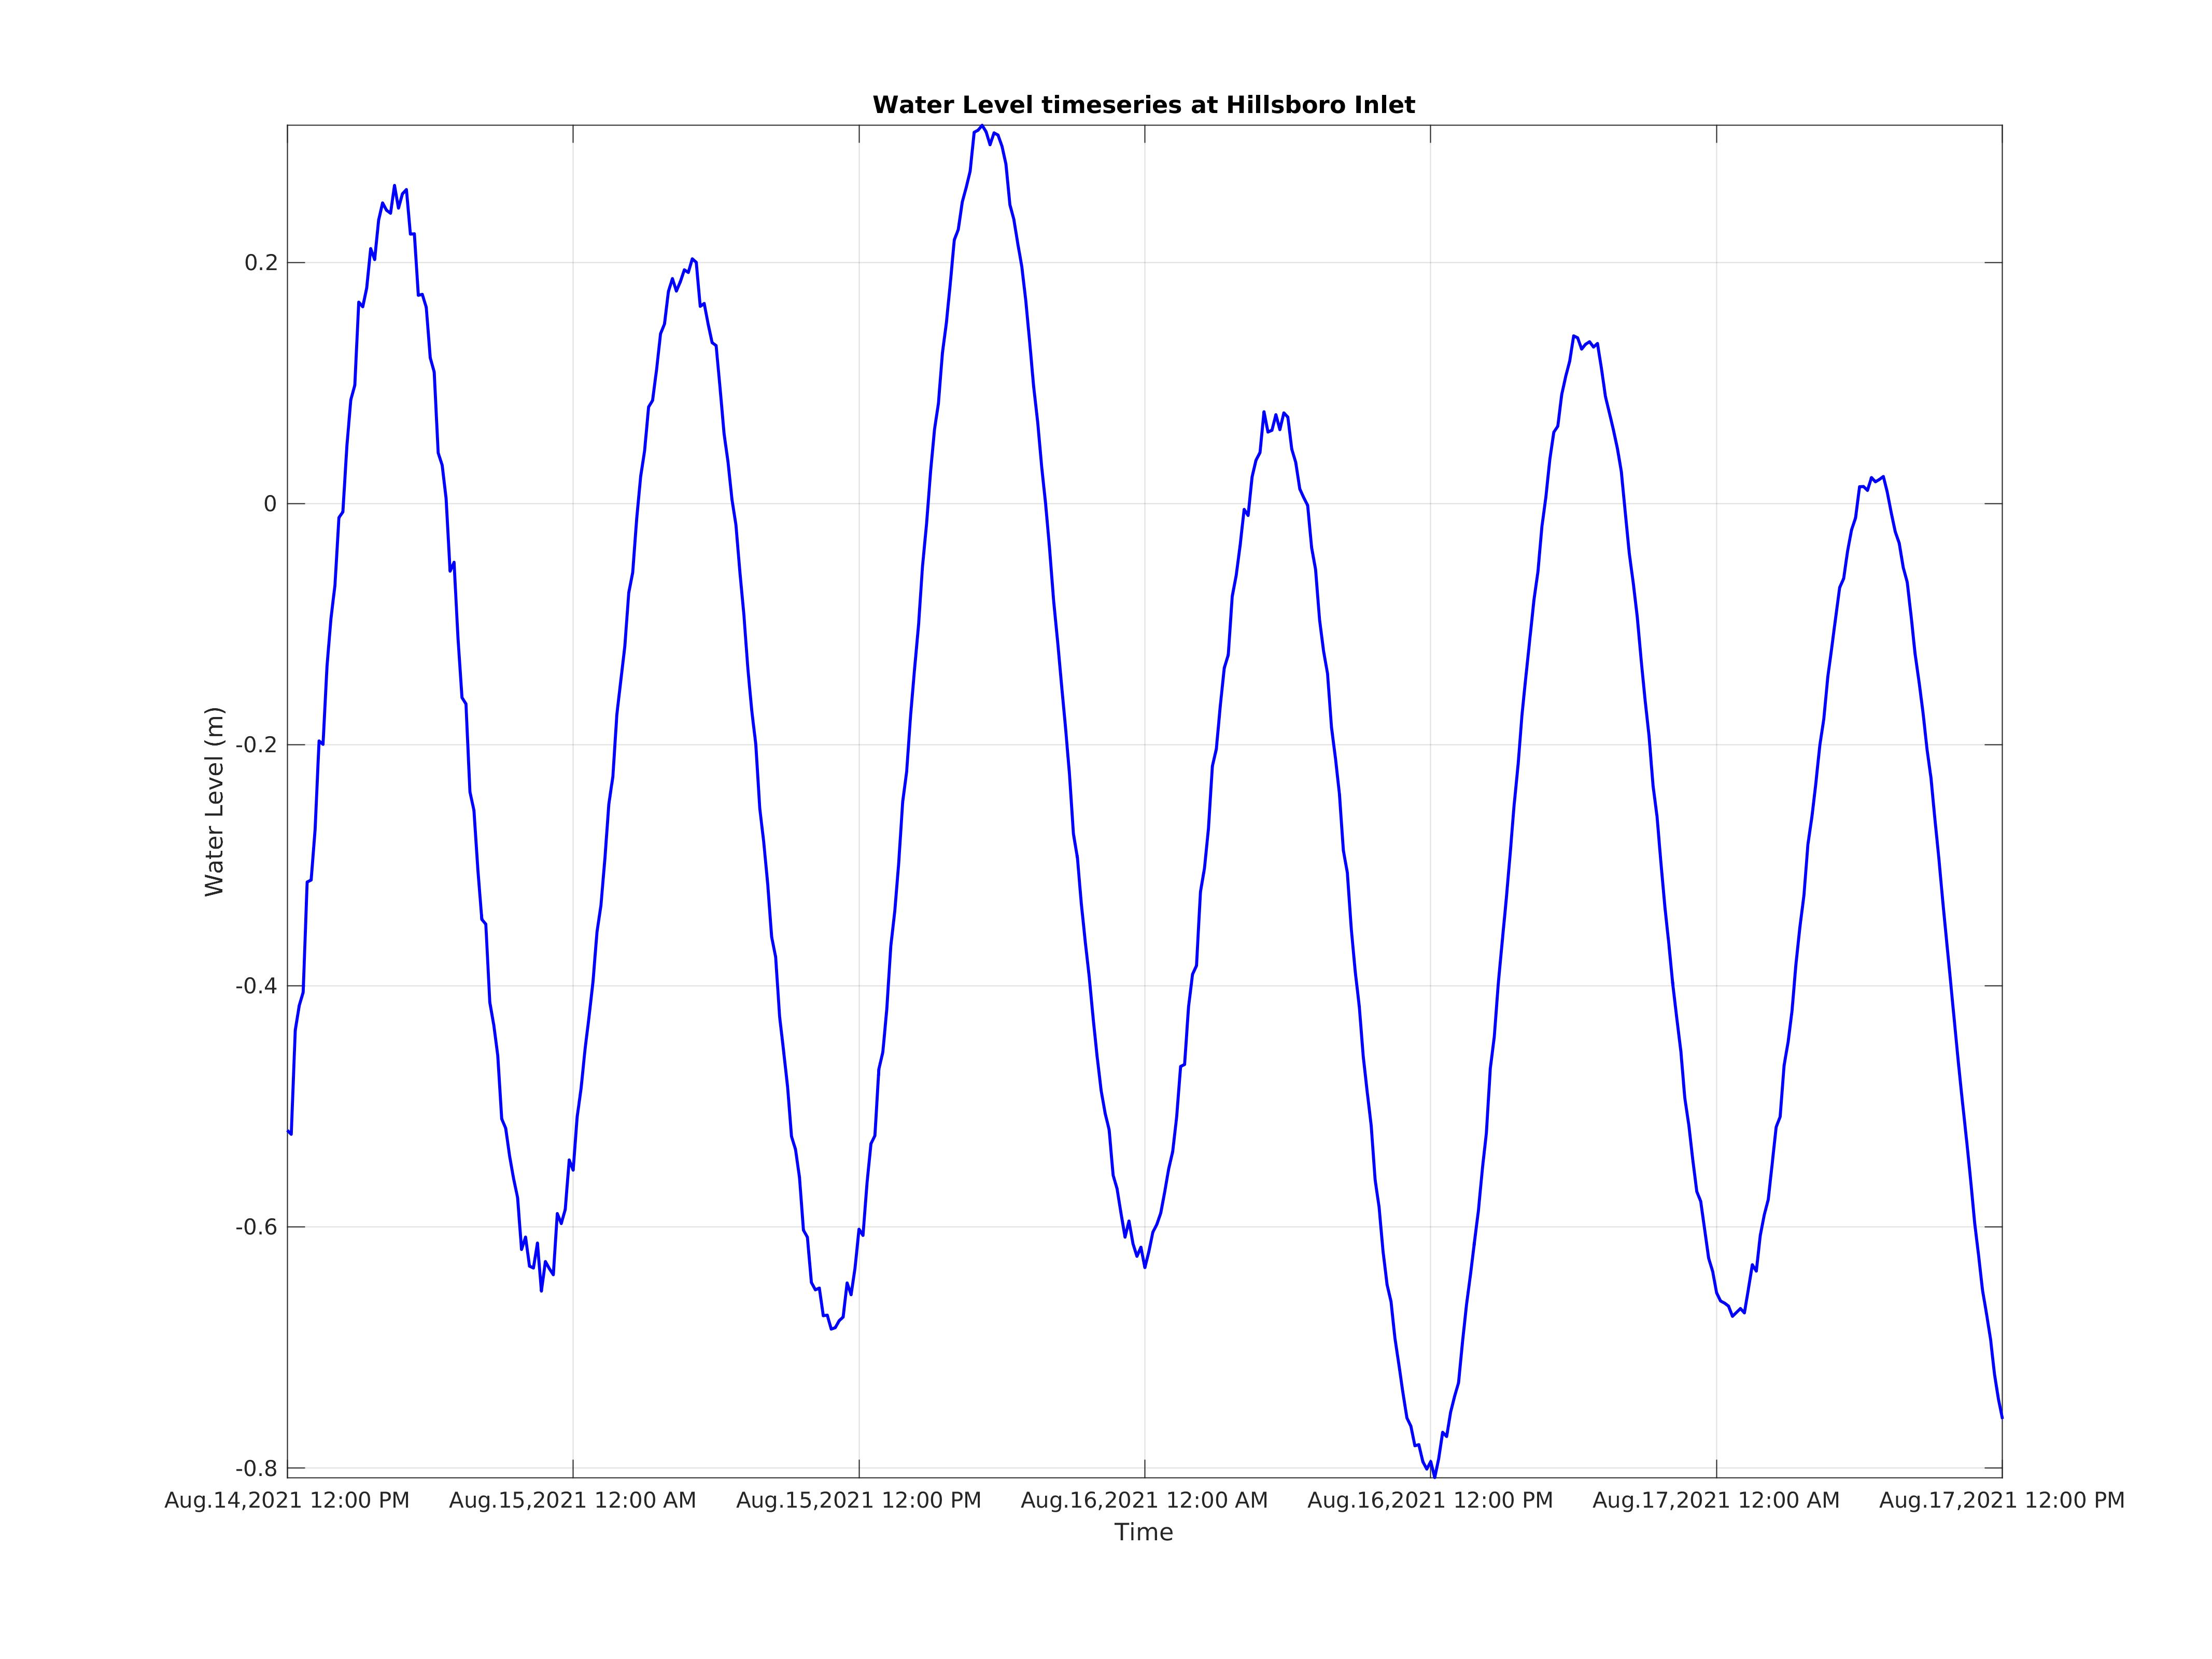 Water Level timeseries at Hillsboro Inlet
Water Level (m)
0.2
0
-0.2
-0.4
-0.6
-0.8
Aug.14,2021 12:00 PM
Aug.15,2021 12:00 AM
Aug.15,2021 12:00 PM
Aug.16,2021 12:00 AM
Aug.16,2021 12:00 PM
Aug.17,2021 12:00 AM
Aug.17,2021 12:00 PM
Time